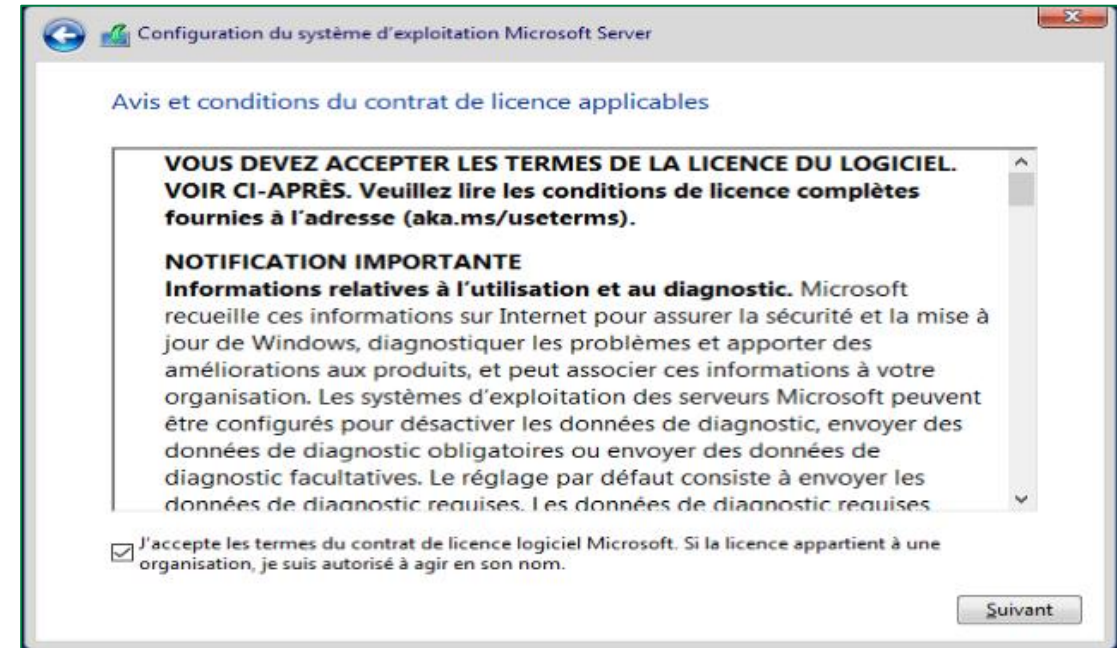 Configuration du système d'exploitation Microsoft Server
Avis et conditions du contrat de licence applicables
VOUS DEVEZ ACCEPTER LES TERMES DE LA LICENCE DU LOGICIEL.
VOIR CI-APRÈS. Veuillez lire les conditions de licence complètes
fournies à l'adresse (aka.ms/useterms).
NOTIFICATION IMPORTANTE
Informations relatives à l'utilisation et au diagnostic. Microsoft
recueille ces informations sur Internet pour assurer la sécurité et la mise à
jour de Windows, diagnostiquer les problèmes et apporter des
améliorations aux produits, et peut associer ces informations à votre
organisation. Les systèmes d'exploitation des serveurs Microsoft peuvent
être configurés pour désactiver les données de diagnostic, envoyer des
données de diagnostic obligatoires ou envoyer des données de
diagnostic facultatives. Le réglage par défaut consiste à envoyer les
données de diagnostic requises. Les données de diagnostic requises
J'accepte les termes du contrat de licence logiciel Microsoft. Si la licence appartient à une
organisation, je suis autorisé à agir en son nom.
Suivant